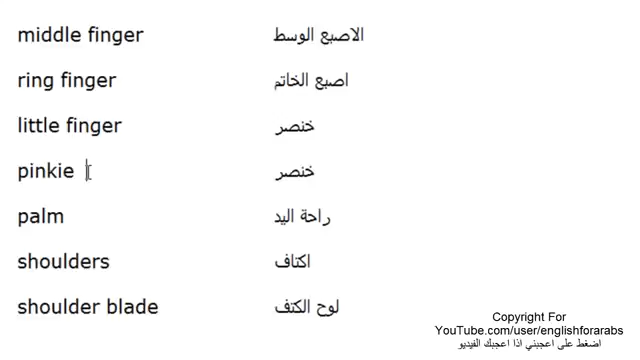 middle finger الاصبع الوسط
ring finger اصبع الخاتم
little finger خنصر
pinkie خنصر
palm راحة اليد
shoulders اكتاف
shoulder blade لوح الكتف
Copyright For
YouTube.com/user/englishforarabs
اضغط على اعجبني اذا اعجبك الفيديو